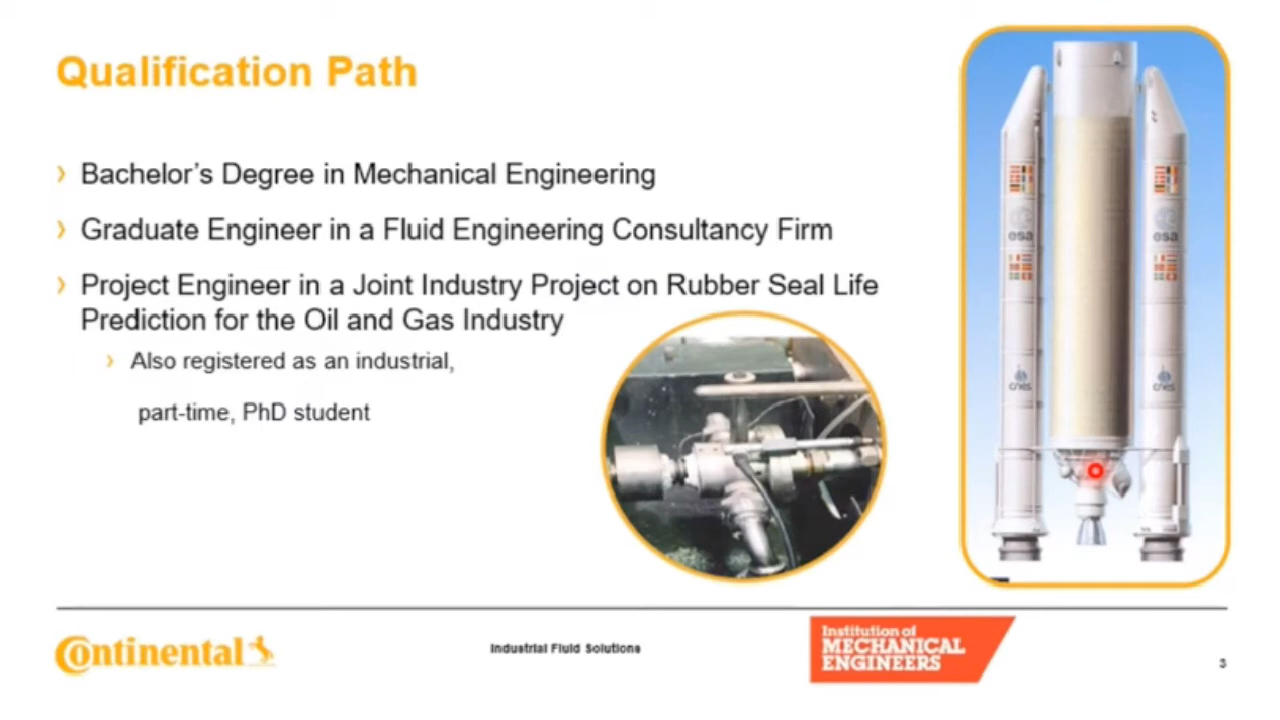 Qualification Path
› Bachelor’s Degree in Mechanical Engineering
› Graduate Engineer in a Fluid Engineering Consultancy Firm
› Project Engineer in a Joint Industry Project on Rubber Seal Life
Prediction for the Oil and Gas Industry
› Also registered as an industrial,
part-time, PhD student
esa
esa
cnes
cnes
Continental
Industrial Fluid Solutions
Institution of
MECHANICAL
ENGINEERS
3